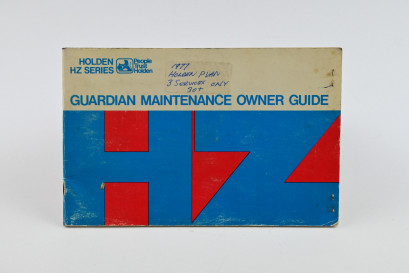 HOLDEN
HZ SERIES
People
Trust
Holden
1977
HOLDEN PLAN
3 SERVICES ONLY
GUARDIAN MAINTENANCE OWNER GUIDE
HZ